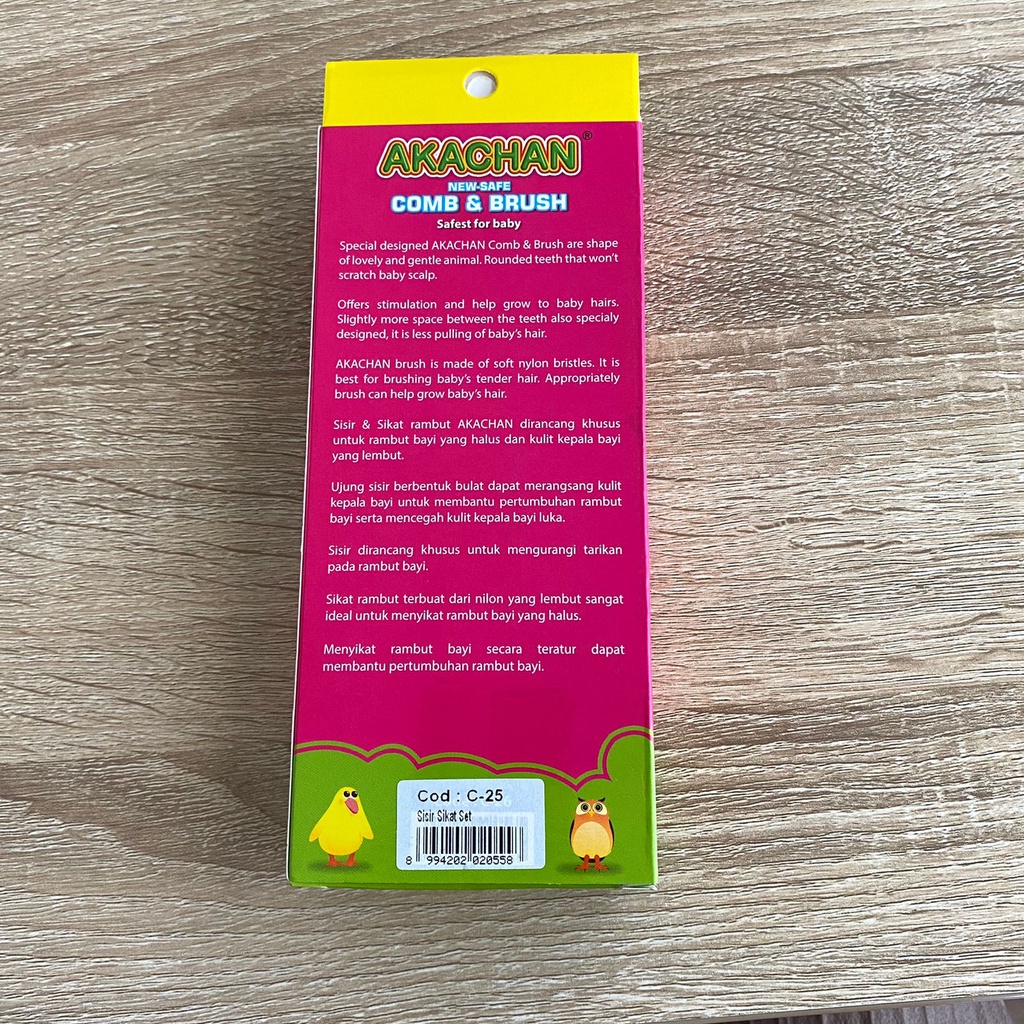 AKACHAN®
NEW-SAFE
COMB & BRUSH
Safest for baby
Special designed AKACHAN Comb & Brush are shape
of lovely and gentle animal. Rounded teeth that won't
scratch baby scalp.
Offers stimulation and help grow to baby hairs.
Slightly more space between the teeth also specialy
designed, it is less pulling of baby's hair.
AKACHAN brush is made of soft nylon bristles. It is
best for brushing baby's tender hair. Appropriately
brush can help grow baby's hair.
Sisir & Sikat rambut AKACHAN dirancang khusus
untuk rambut bayi yang halus dan kulit kepala bayi
yang lembut.
Ujung sisir berbentuk bulat dapat merangsang kulit
kepala bayi untuk membantu pertumbuhan rambut
bayi serta mencegah kulit kepala bayi luka.
Sisir dirancang khusus untuk mengurangi tarikan
pada rambut bayi.
Sikat rambut terbuat dari nilon yang lembut sangat
ideal untuk menyikat rambut bayi yang halus.
Menyikat rambut bayi secara teratur dapat
membantu pertumbuhan rambut bayi.
Cod : C-25
Sisir Sikat Set
8 994202 020558